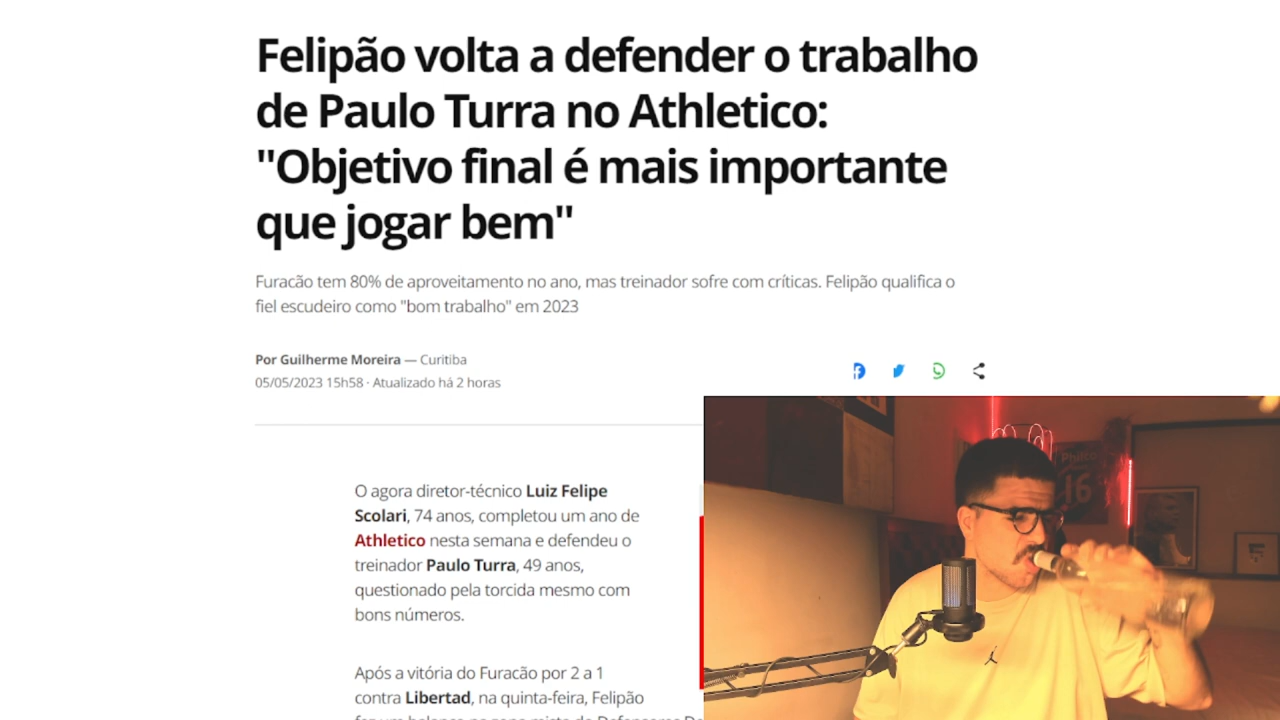 Felipão volta a defender o trabalho
de Paulo Turra no Athletico:
"Objetivo final é mais importante
que jogar bem"
Furacão tem 80% de aproveitamento no ano, mas treinador sofre com críticas. Felipão qualifica o
fiel escudeiro como "bom trabalho" em 2023
Por Guilherme Moreira — Curitiba
05/05/2023 15h58 · Atualizado há 2 horas
O agora diretor-técnico Luiz Felipe
Scolari, 74 anos, completou um ano de
Athletico nesta semana e defendeu o
treinador Paulo Turra, 49 anos,
questionado pela torcida mesmo com
bons números.
Após a vitória do Furacão por 2 a 1
contra Libertad, na quinta-feira, Felipão
Philco
16